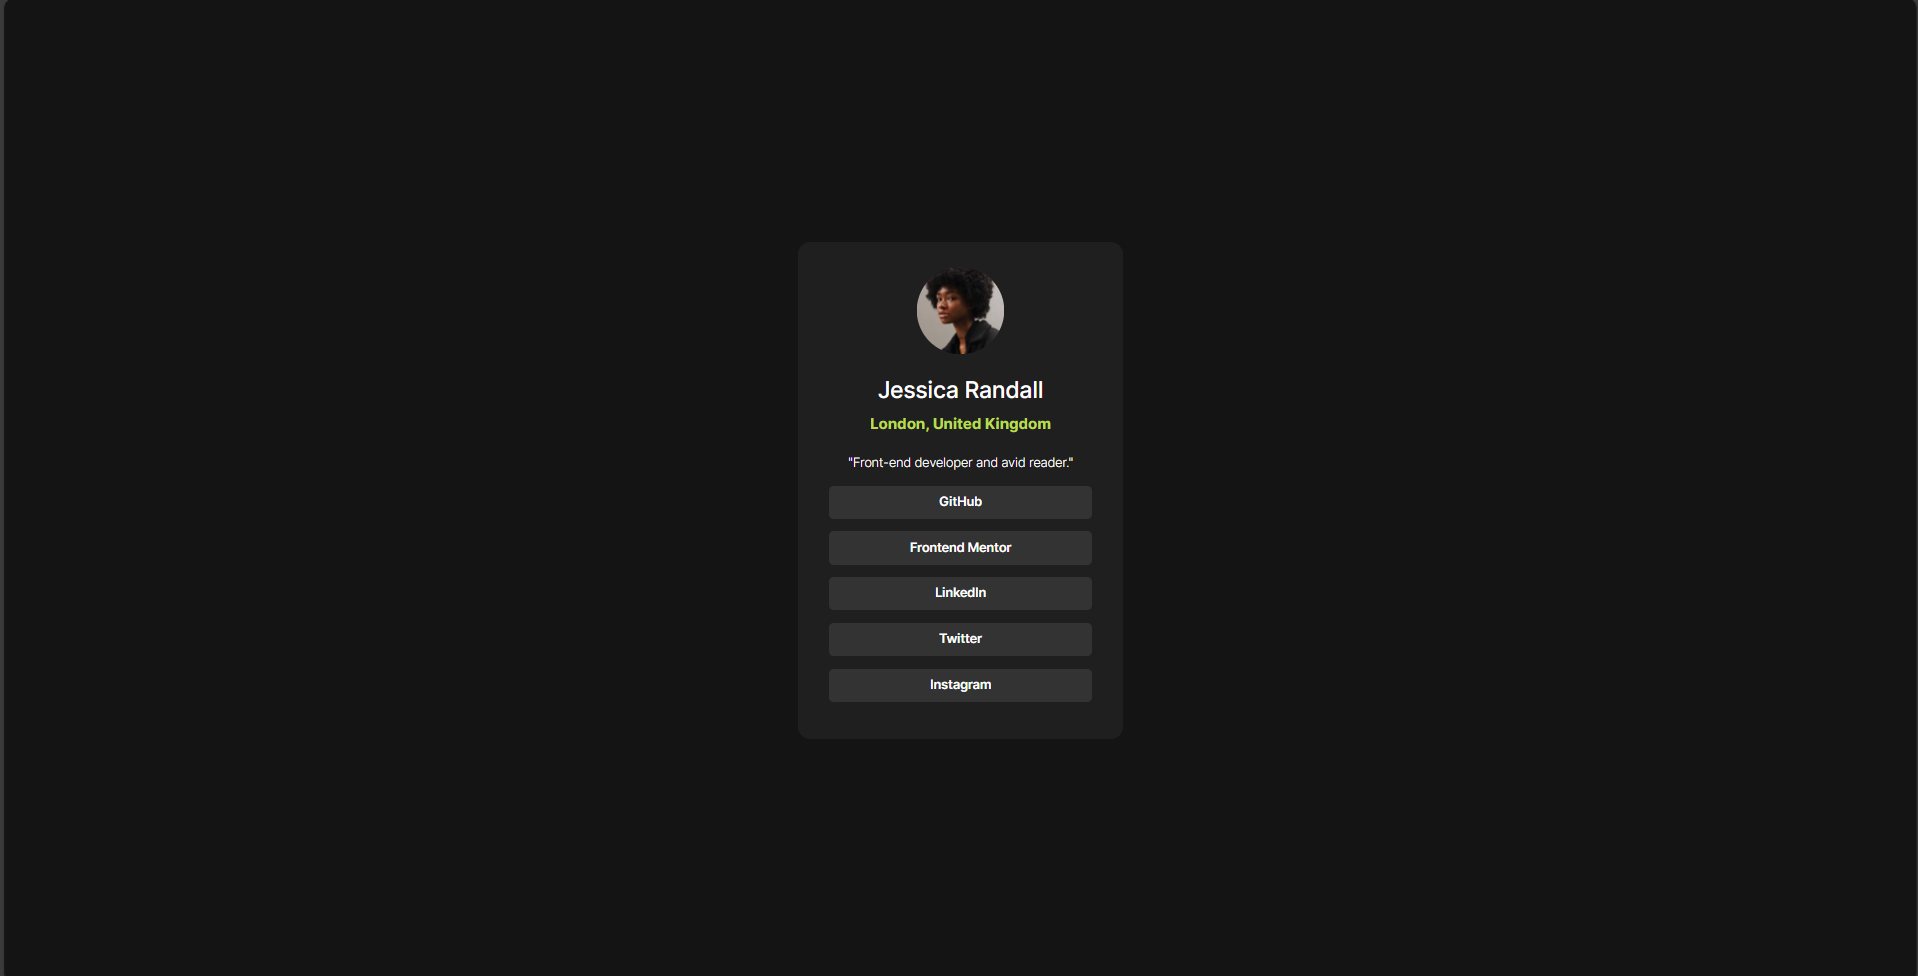 Jessica Randall
London, United Kingdom
"Front-end developer and avid reader."
GitHub
Frontend Mentor
LinkedIn
Twitter
Instagram